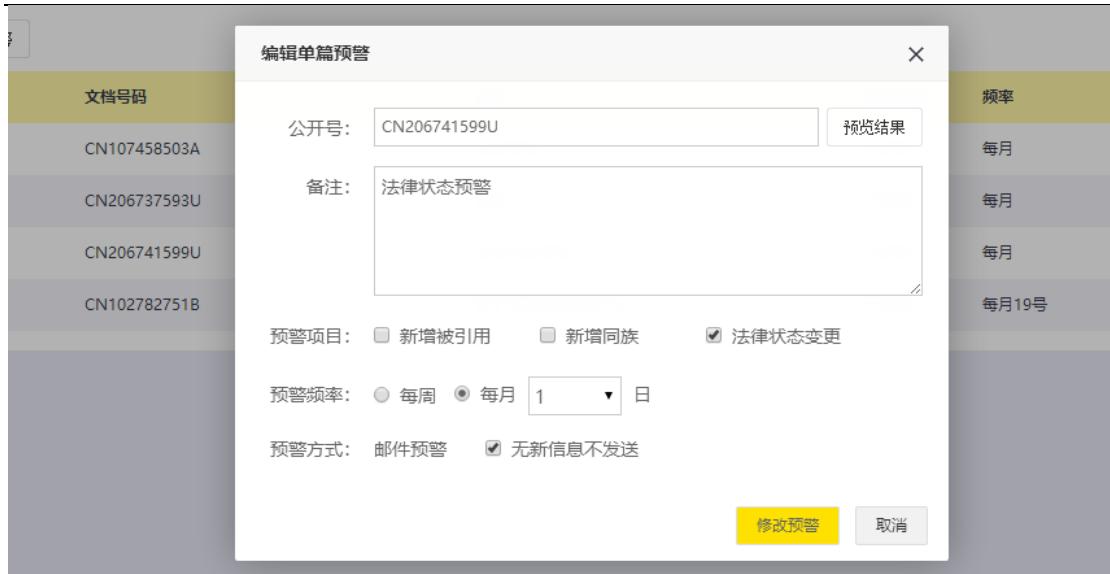 编辑单篇预警
文档号码
频率
公开号： CN206741599U 预览结果
CN107458503A
每月
备注： 法律状态预警
CN206737593U
每月
CN206741599U
每月
CN102782751B
每月19号
预警项目： 新增被引用 新增同族 法律状态变更
预警频率： 每周 每月 1 日
预警方式： 邮件预警 无新信息不发送
修改预警 取消